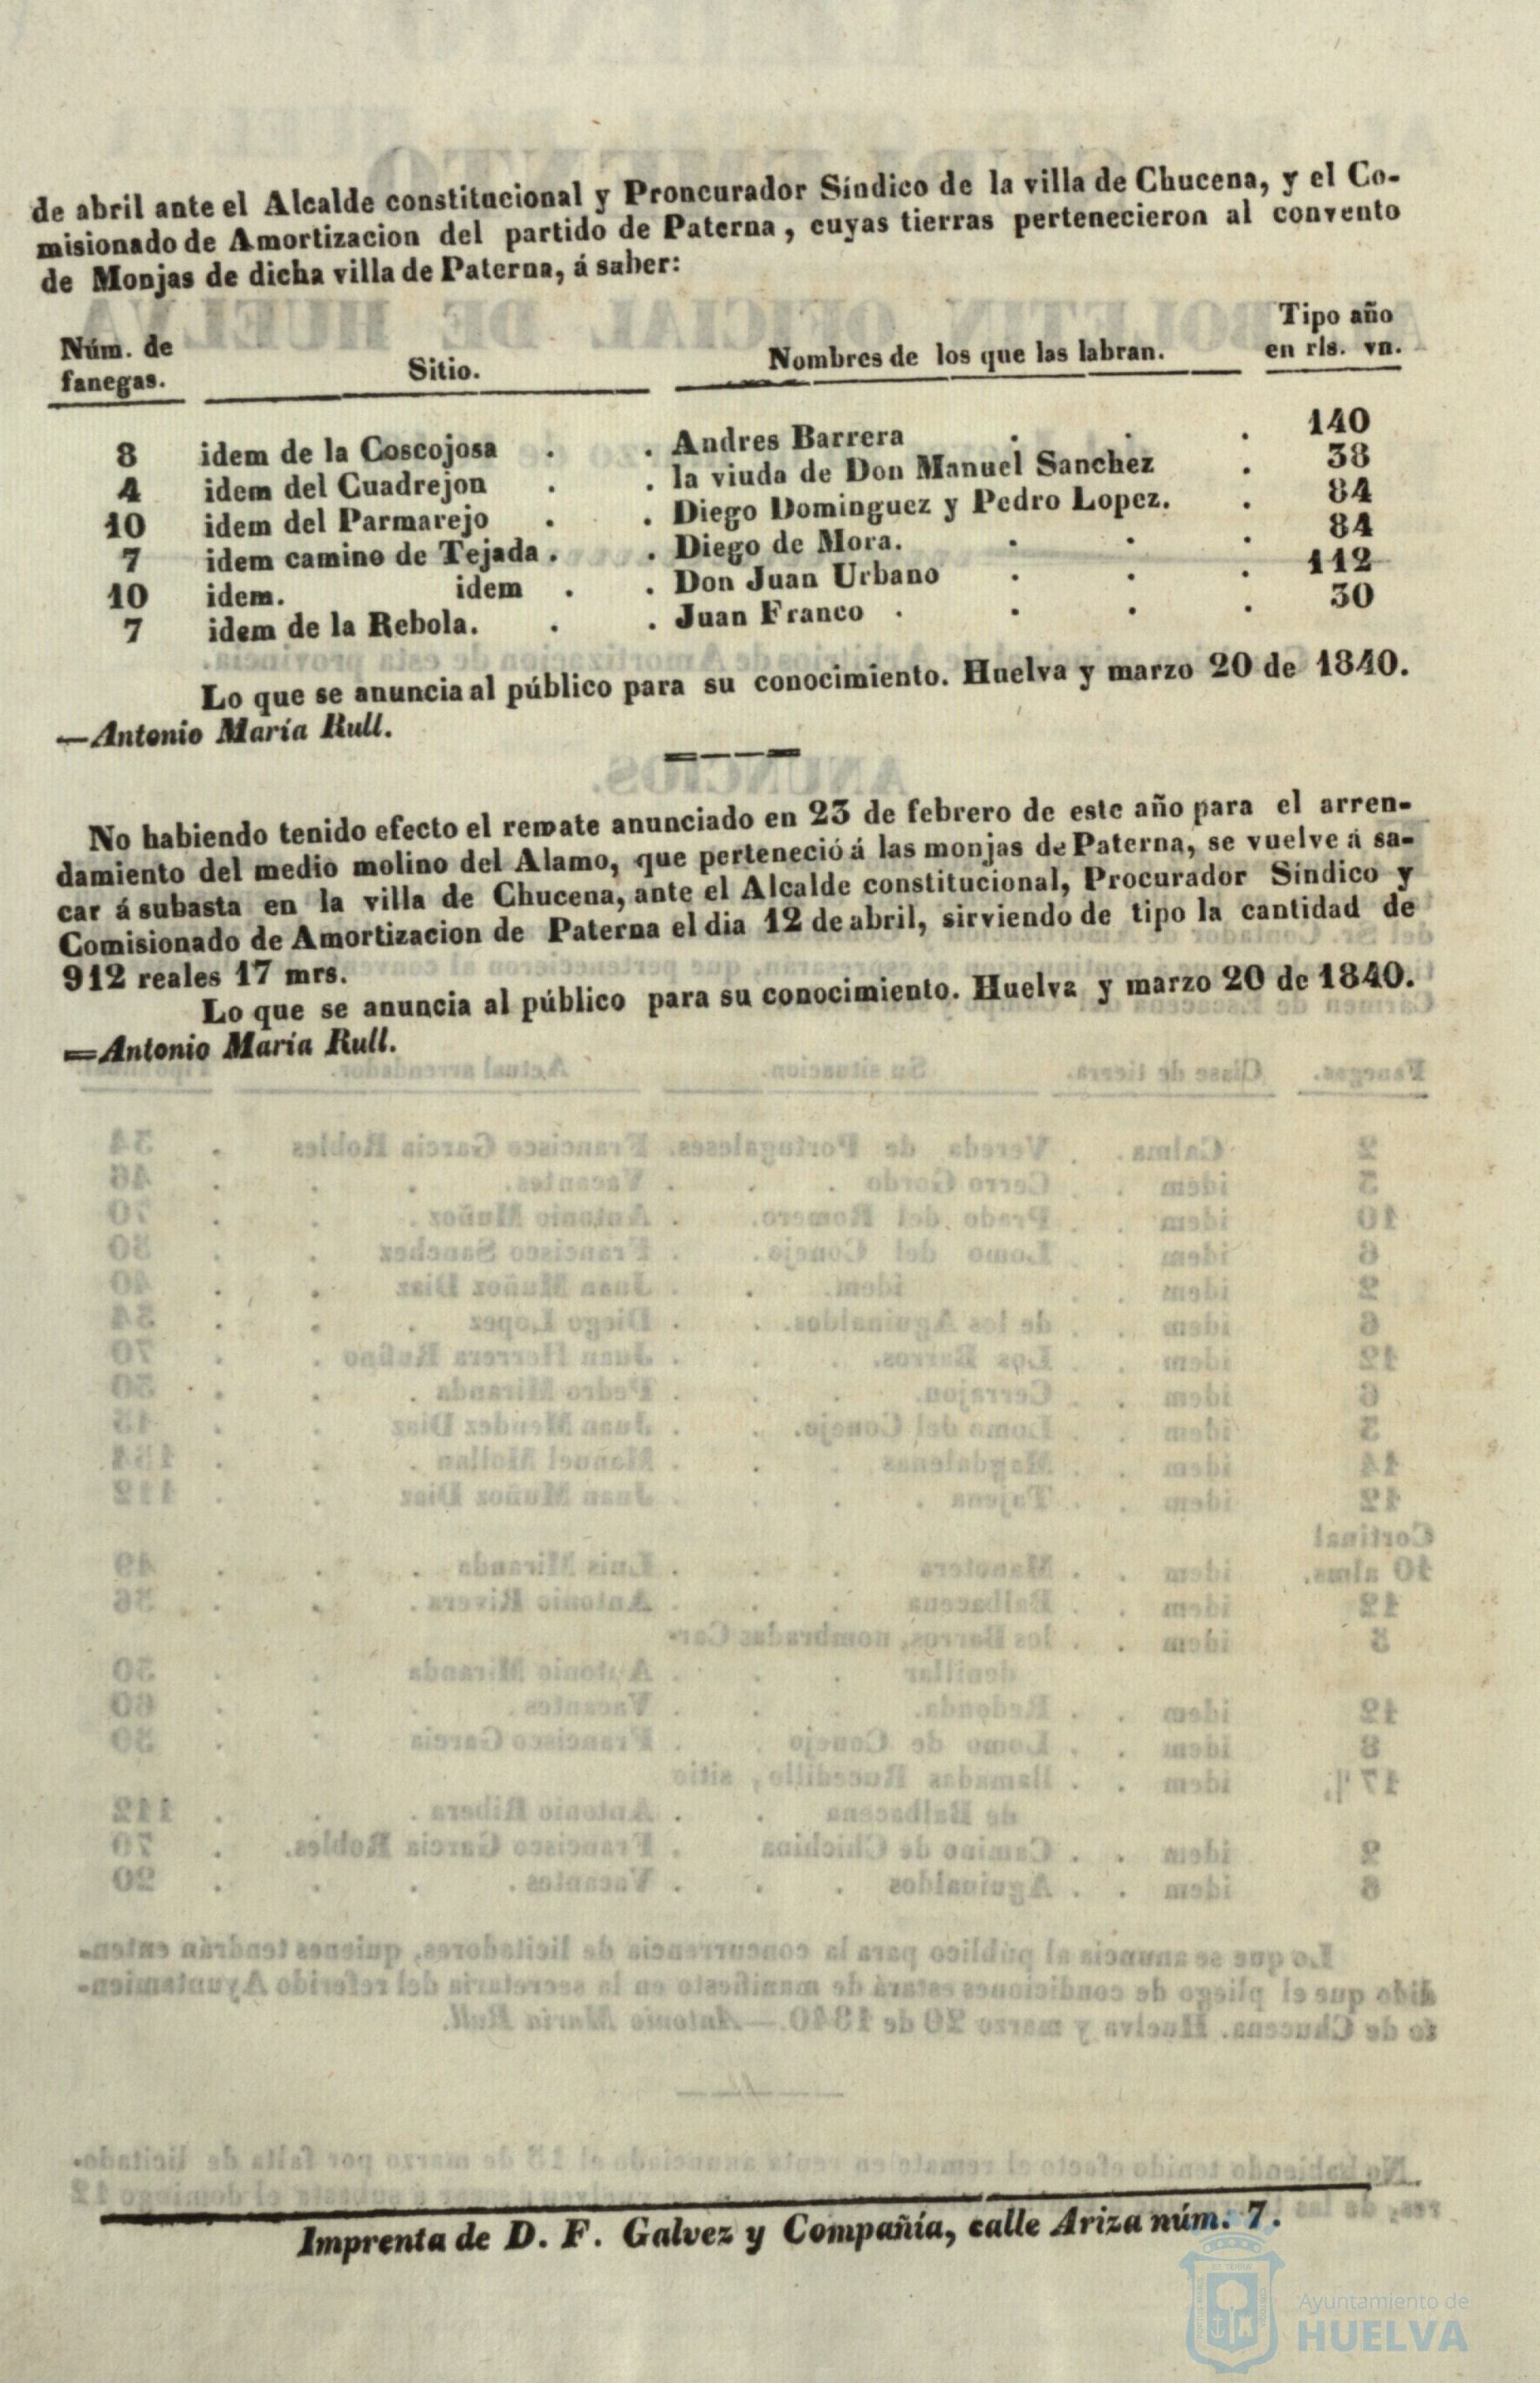 de abril ante el Alcalde constitucional y Proncurador Síndico de la villa de Chucena, y el Co-
misionado de Amortizacion del partido de Paterna, cuyas tierras pertenecieron al convento
de Monjas de dicha villa de Paterna, á saber:
Núm. de fanegas. Sitio. Nombres de los que las labran. Tipo año en rls. vn.
8 idem de la Coscojosa . . Andres Barrera . . . 140
4 idem del Cuadrejon . . la viuda de Don Manuel Sanchez . 38
10 idem del Parmarejo . . Diego Dominguez y Pedro Lopez. . 84
7 idem camino de Tejada . . Diego de Mora. . . . 84
10 idem. idem . . Don Juan Urbano . . . 112
7 idem de la Rebola. . . Juan Franco . . . . 30
Lo que se anuncia al público para su conocimiento. Huelva y marzo 20 de 1840.
—Antonio María Rull.
No habiendo tenido efecto el remate anunciado en 23 de febrero de este año para el arren-
damiento del medio molino del Alamo, que perteneció á las monjas de Paterna, se vuelve á sa-
car á subasta en la villa de Chucena, ante el Alcalde constitucional, Procurador Síndico y
Comisionado de Amortizacion de Paterna el dia 12 de abril, sirviendo de tipo la cantidad de
912 reales 17 mrs.
Lo que se anuncia al público para su conocimiento. Huelva y marzo 20 de 1840.
=Antonio María Rull.
Imprenta de D. F. Galvez y Compañía, calle Ariza núm. 7.
Ayuntamiento de
HUELVA